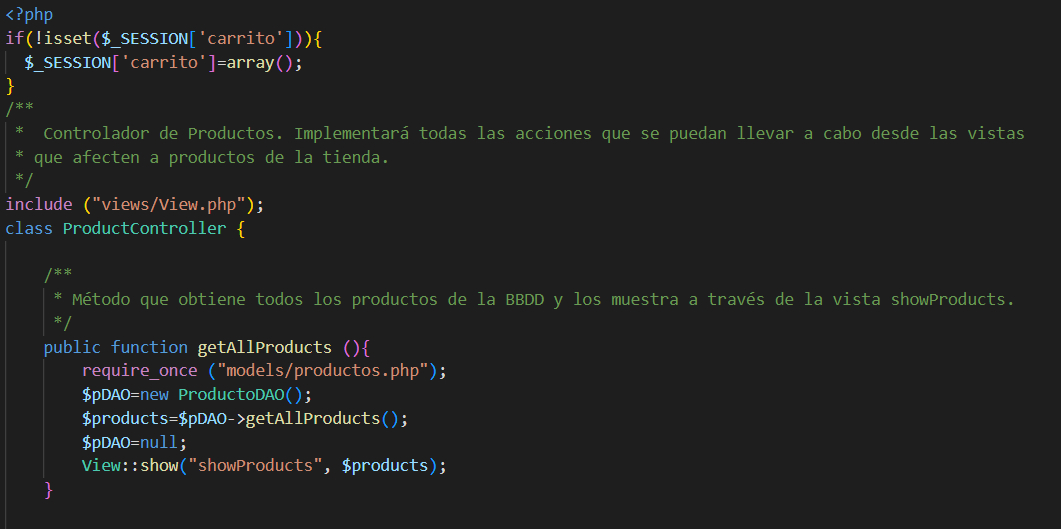 <?php
if(!isset($_SESSION['carrito'])){
  $_SESSION['carrito']=array();
}
/**
 *  Controlador de Productos. Implementará todas las acciones que se puedan llevar a cabo desde las vistas
 * que afecten a productos de la tienda.
 */
include ("views/View.php");
class ProductController {
    /**
     * Método que obtiene todos los productos de la BBDD y los muestra a través de la vista showProducts.
     */
    public function getAllProducts (){
        require_once ("models/productos.php");
        $pDAO=new ProductoDAO();
        $products=$pDAO->getAllProducts();
        $pDAO=null;
        View::show("showProducts", $products);
    }